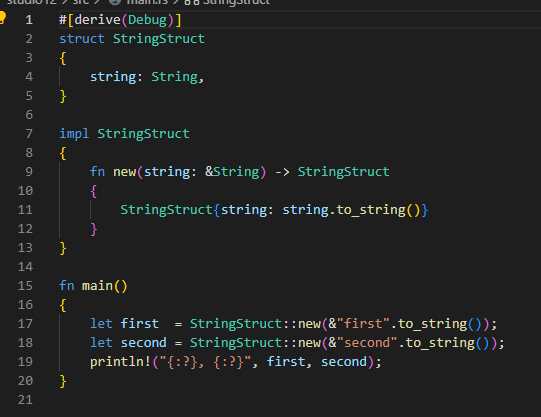 studio12 > src > main.rs > StringStruct
1 #[derive(Debug)]
2 struct StringStruct
3 {
4     string: String,
5 }
6
7 impl StringStruct
8 {
9     fn new(string: &String) -> StringStruct
10     {
11         StringStruct{string: string.to_string()}
12     }
13 }
14
15 fn main()
16 {
17     let first  = StringStruct::new(&"first".to_string());
18     let second = StringStruct::new(&"second".to_string());
19     println!("{:?}, {:?}", first, second);
20 }
21